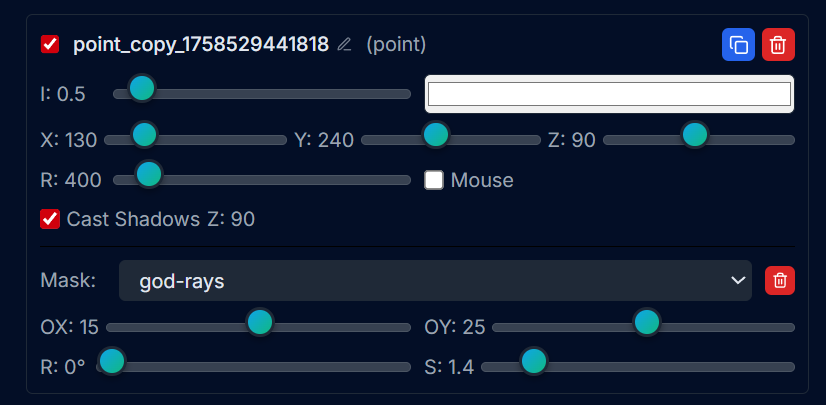 point_copy_1758529441818 (point)
I: 0.5
X: 130 Y: 240 Z: 90
R: 400 Mouse
Cast Shadows Z: 90
Mask: god-rays
OX: 15 OY: 25
R: 0° S: 1.4